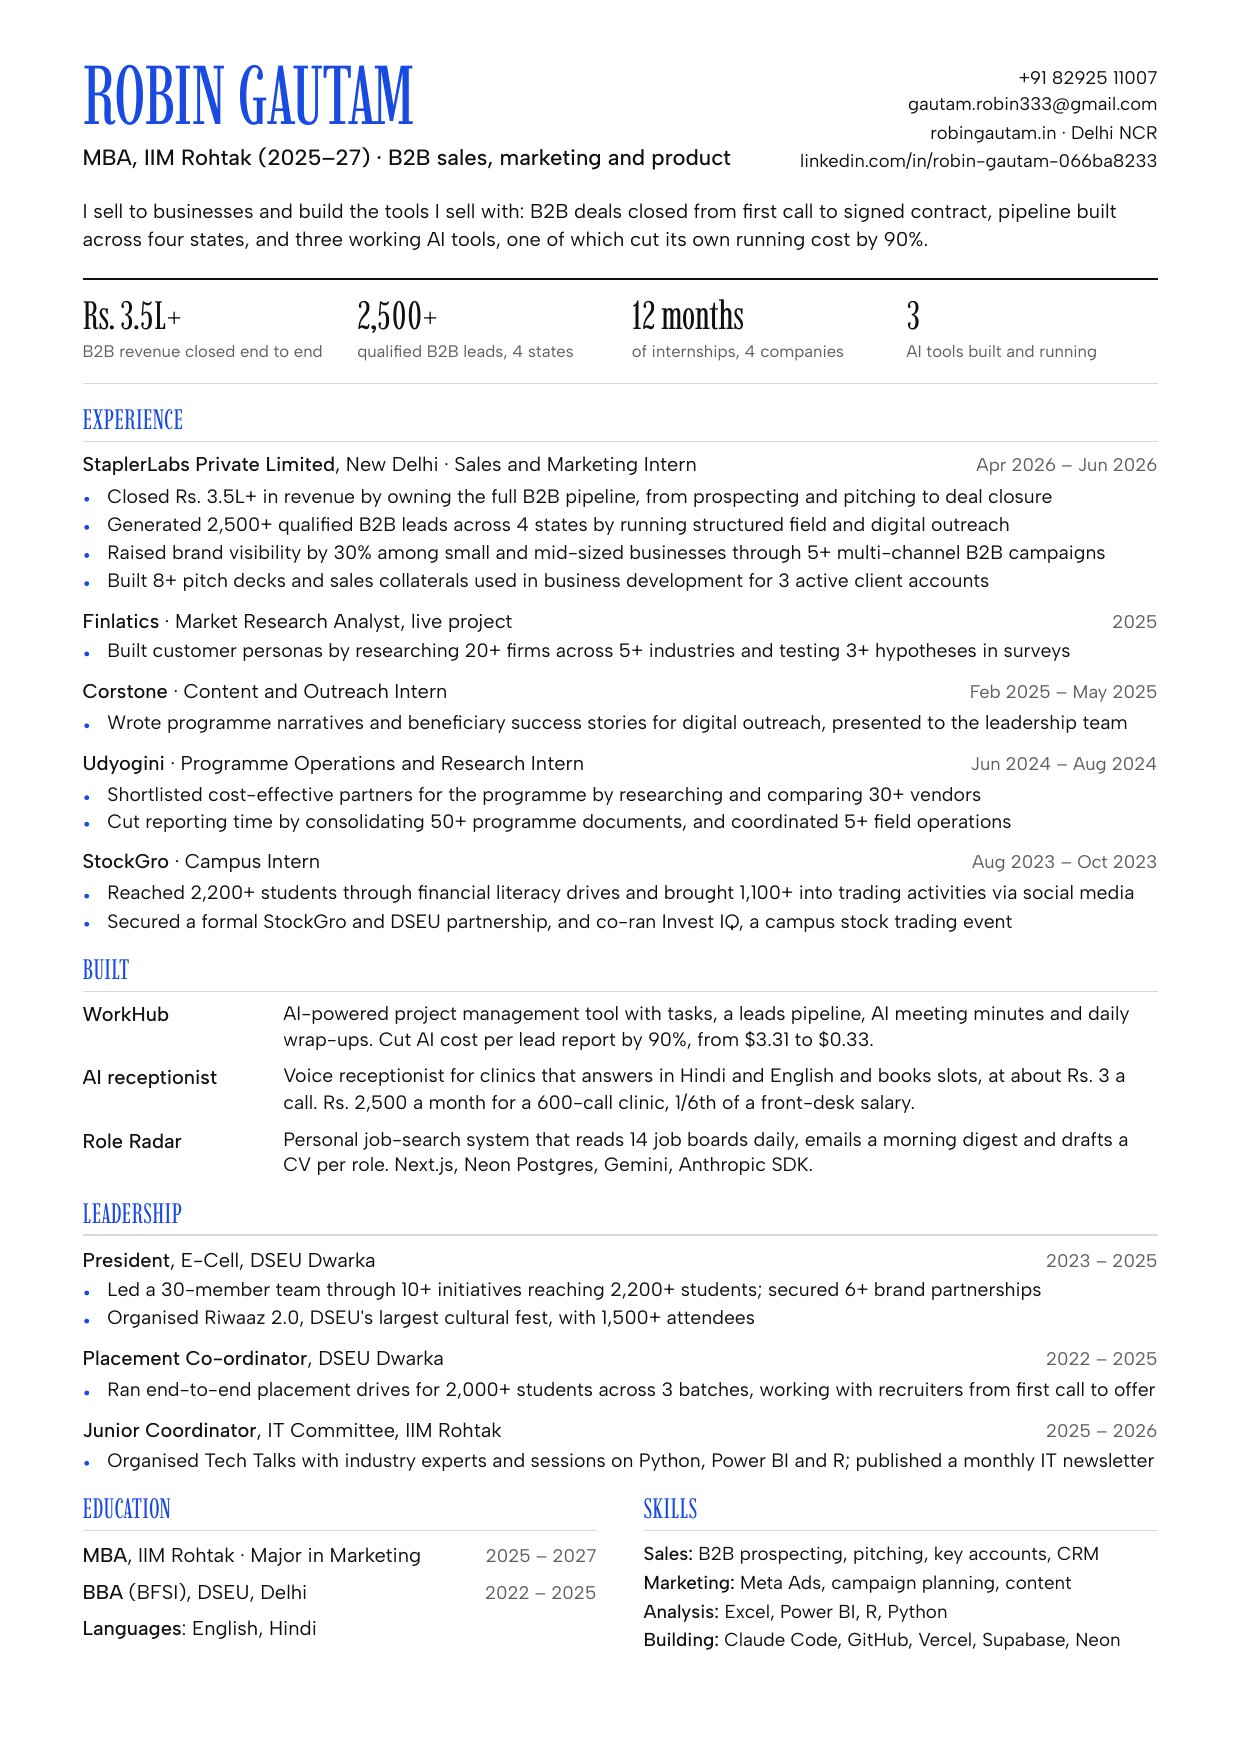 ROBIN GAUTAM
MBA, IIM Rohtak (2025–27) · B2B sales, marketing and product
+91 82925 11007
gautam.robin333@gmail.com
robingautam.in · Delhi NCR
linkedin.com/in/robin-gautam-066ba8233
I sell to businesses and build the tools I sell with: B2B deals closed from first call to signed contract, pipeline built
across four states, and three working AI tools, one of which cut its own running cost by 90%.
Rs. 3.5L+
B2B revenue closed end to end
2,500+
qualified B2B leads, 4 states
12 months
of internships, 4 companies
3
AI tools built and running
EXPERIENCE
StaplerLabs Private Limited, New Delhi · Sales and Marketing Intern Apr 2026 – Jun 2026
• Closed Rs. 3.5L+ in revenue by owning the full B2B pipeline, from prospecting and pitching to deal closure
• Generated 2,500+ qualified B2B leads across 4 states by running structured field and digital outreach
• Raised brand visibility by 30% among small and mid-sized businesses through 5+ multi-channel B2B campaigns
• Built 8+ pitch decks and sales collaterals used in business development for 3 active client accounts
Finlatics · Market Research Analyst, live project 2025
• Built customer personas by researching 20+ firms across 5+ industries and testing 3+ hypotheses in surveys
Corstone · Content and Outreach Intern Feb 2025 – May 2025
• Wrote programme narratives and beneficiary success stories for digital outreach, presented to the leadership team
Udyogini · Programme Operations and Research Intern Jun 2024 – Aug 2024
• Shortlisted cost-effective partners for the programme by researching and comparing 30+ vendors
• Cut reporting time by consolidating 50+ programme documents, and coordinated 5+ field operations
StockGro · Campus Intern Aug 2023 – Oct 2023
• Reached 2,200+ students through financial literacy drives and brought 1,100+ into trading activities via social media
• Secured a formal StockGro and DSEU partnership, and co-ran Invest IQ, a campus stock trading event
BUILT
WorkHub AI-powered project management tool with tasks, a leads pipeline, AI meeting minutes and daily
wrap-ups. Cut AI cost per lead report by 90%, from $3.31 to $0.33.
AI receptionist Voice receptionist for clinics that answers in Hindi and English and books slots, at about Rs. 3 a
call. Rs. 2,500 a month for a 600-call clinic, 1/6th of a front-desk salary.
Role Radar Personal job-search system that reads 14 job boards daily, emails a morning digest and drafts a
CV per role. Next.js, Neon Postgres, Gemini, Anthropic SDK.
LEADERSHIP
President, E-Cell, DSEU Dwarka 2023 – 2025
• Led a 30-member team through 10+ initiatives reaching 2,200+ students; secured 6+ brand partnerships
• Organised Riwaaz 2.0, DSEU's largest cultural fest, with 1,500+ attendees
Placement Co-ordinator, DSEU Dwarka 2022 – 2025
• Ran end-to-end placement drives for 2,000+ students across 3 batches, working with recruiters from first call to offer
Junior Coordinator, IT Committee, IIM Rohtak 2025 – 2026
• Organised Tech Talks with industry experts and sessions on Python, Power BI and R; published a monthly IT newsletter
EDUCATION
MBA, IIM Rohtak · Major in Marketing 2025 – 2027
BBA (BFSI), DSEU, Delhi 2022 – 2025
Languages: English, Hindi
SKILLS
Sales: B2B prospecting, pitching, key accounts, CRM
Marketing: Meta Ads, campaign planning, content
Analysis: Excel, Power BI, R, Python
Building: Claude Code, GitHub, Vercel, Supabase, Neon